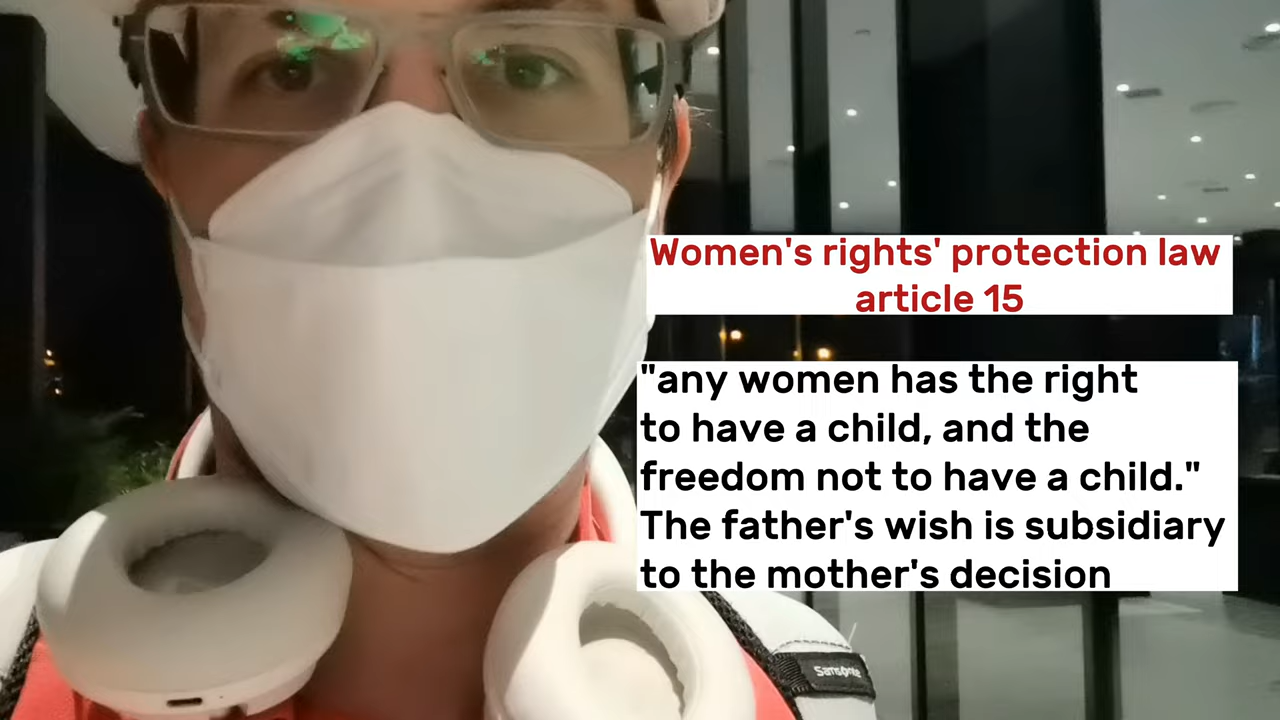 Women's rights' protection law
article 15
"any women has the right
to have a child, and the
freedom not to have a child."
The father's wish is subsidiary
to the mother's decision
Samsonite